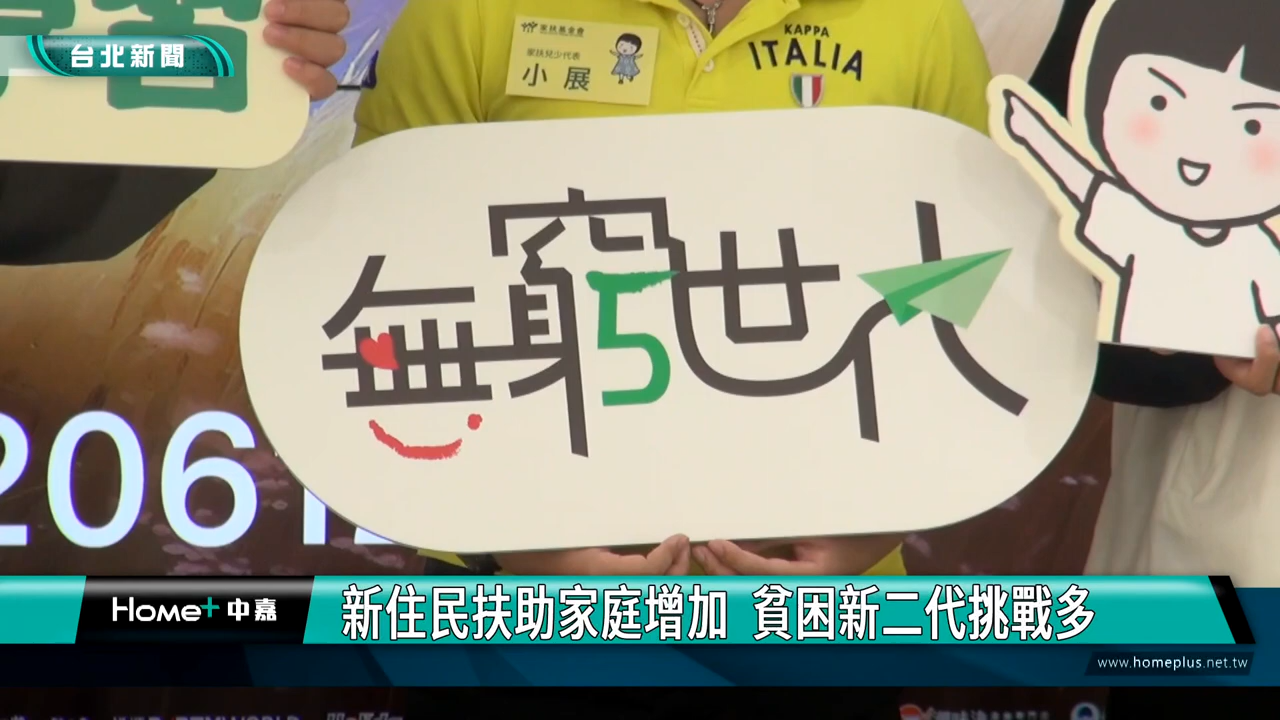 台北新聞
家扶基金會
家扶兒少代表
小展
KAPPA
ITALIA
無窮世代
2061
Home+ 中嘉
新住民扶助家庭增加 貧困新二代挑戰多
www.homeplus.net.tw